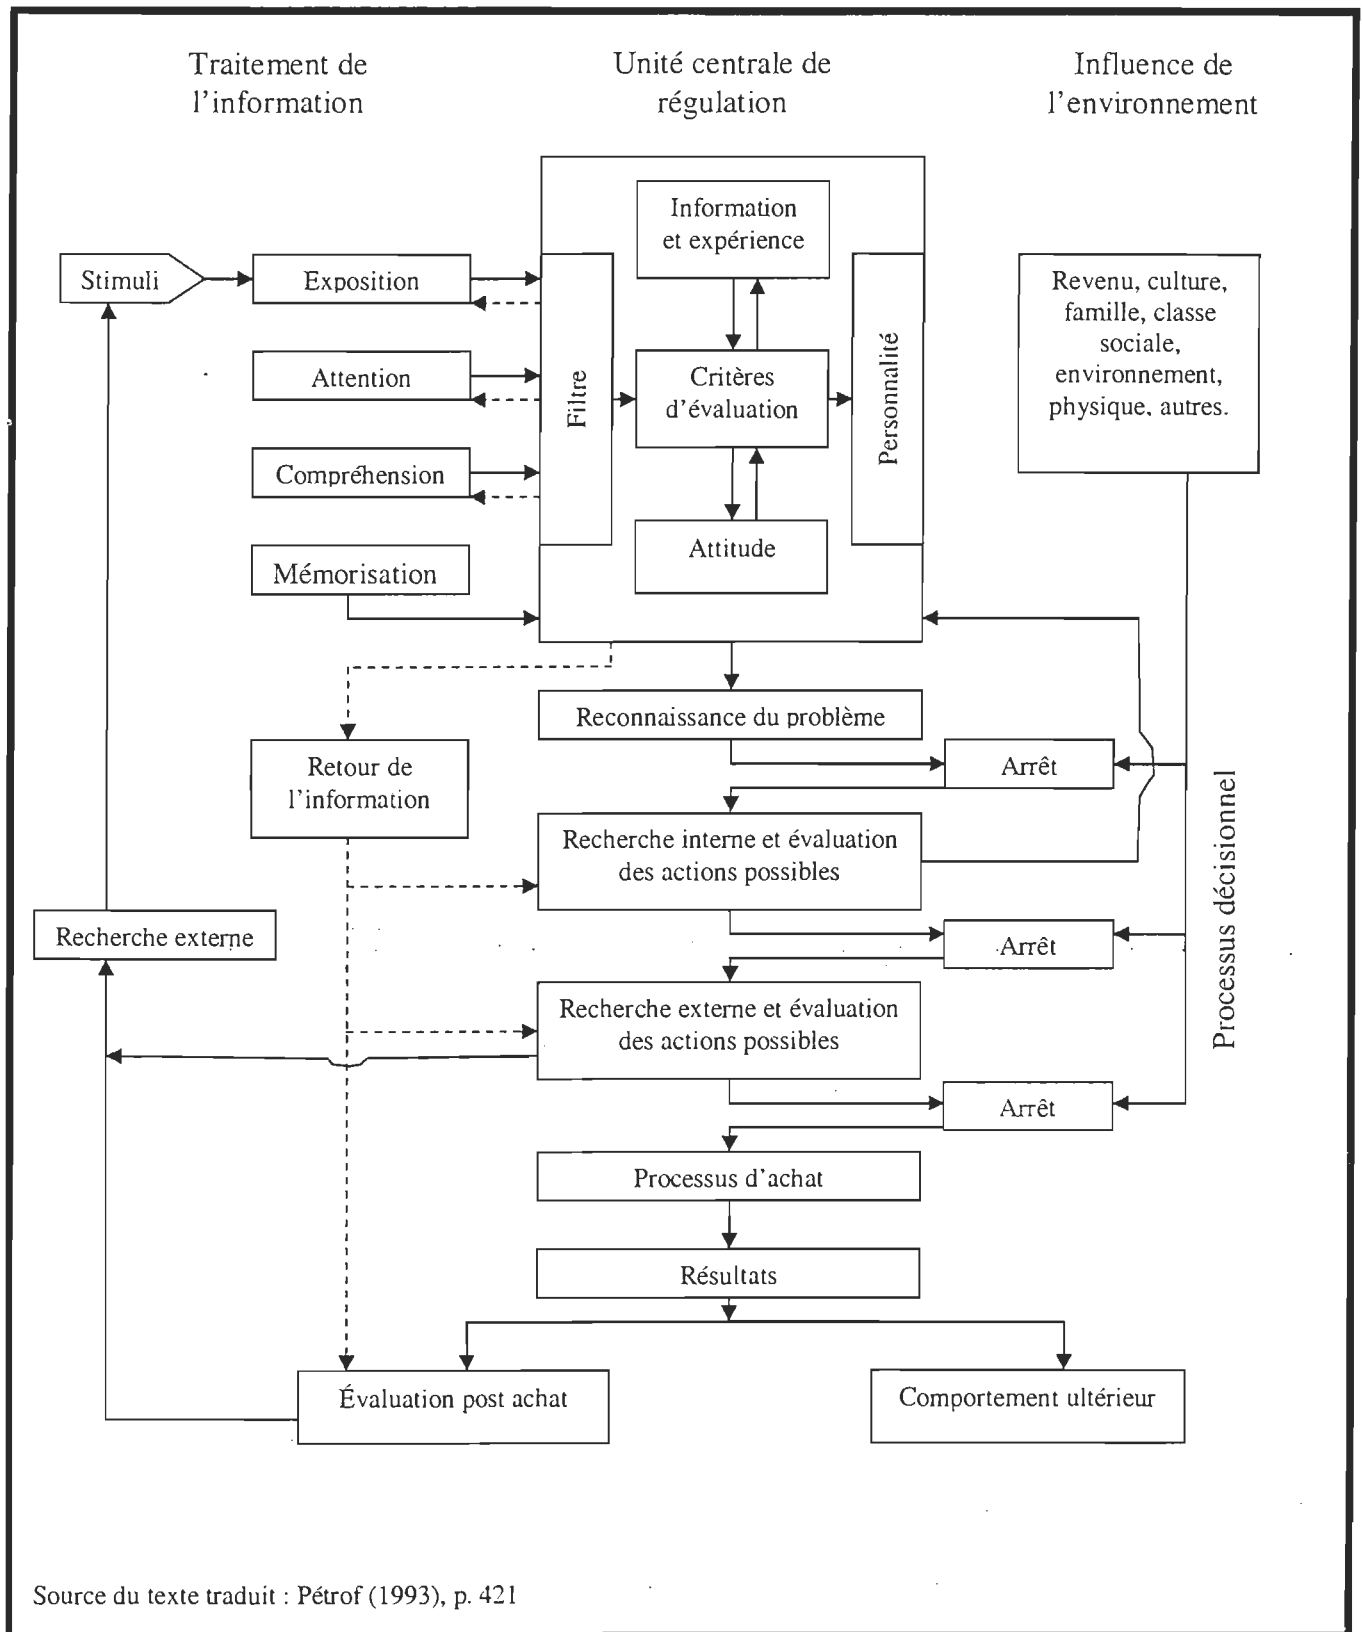 Traitement de
l'information
Unité centrale de
régulation
Influence de
l'environnement
Information
et expérience
Stimuli
Exposition
Attention
Compréhension
Mémorisation
Filtre
Critères
d'évaluation
Attitude
Personnalité
Revenu, culture,
famille, classe
sociale,
environnement,
physique, autres.
Reconnaissance du problème
Arrêt
Retour de
l'information
Recherche interne et évaluation
des actions possibles
Recherche externe
Arrêt
Recherche externe et évaluation
des actions possibles
Arrêt
Processus décisionnel
Processus d'achat
Résultats
Évaluation post achat
Comportement ultérieur
Source du texte traduit : Pétrof (1993), p. 421